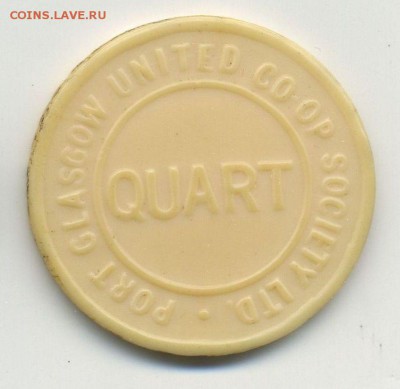 COINS.LAVE.RU
PORT GLASGOW UNITED CO-OP SOCIETY LTD.
QUART